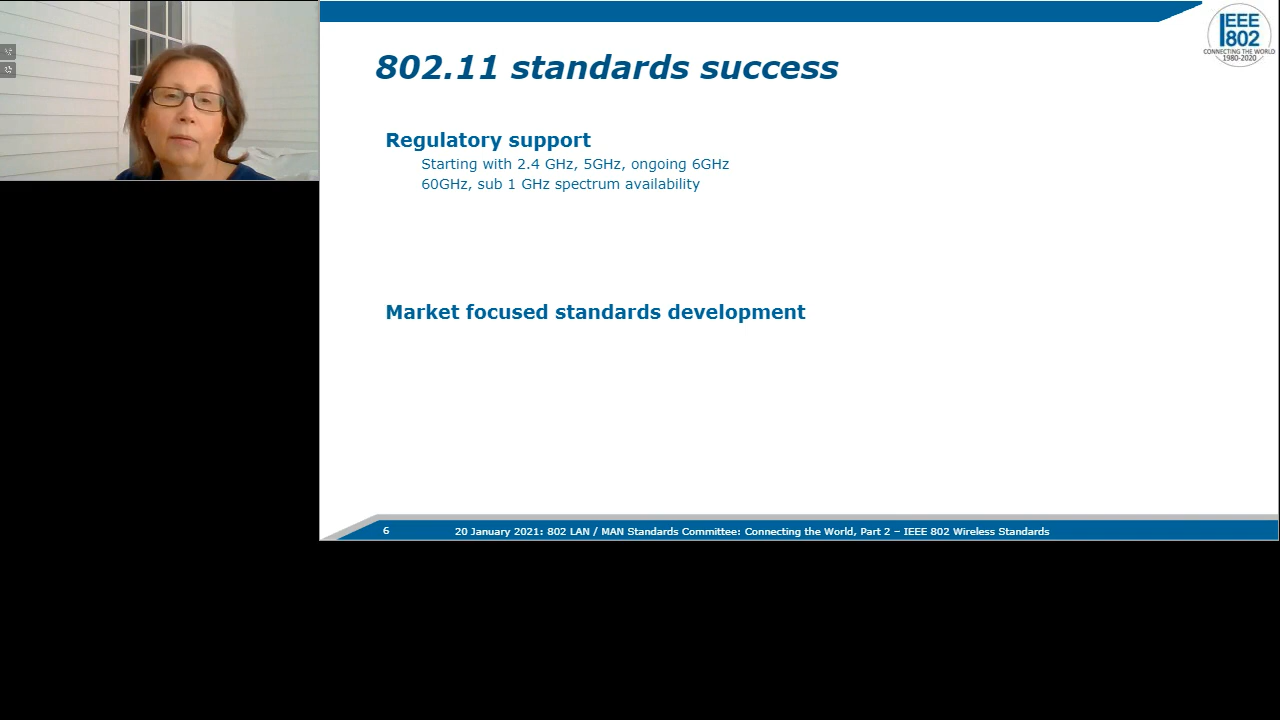 IEEE
802
CONNECTING THE WORLD
1980-2020
802.11 standards success
Regulatory support
Starting with 2.4 GHz, 5GHz, ongoing 6GHz
60GHz, sub 1 GHz spectrum availability
Market focused standards development
6
20 January 2021: 802 LAN / MAN Standards Committee: Connecting the World, Part 2 – IEEE 802 Wireless Standards